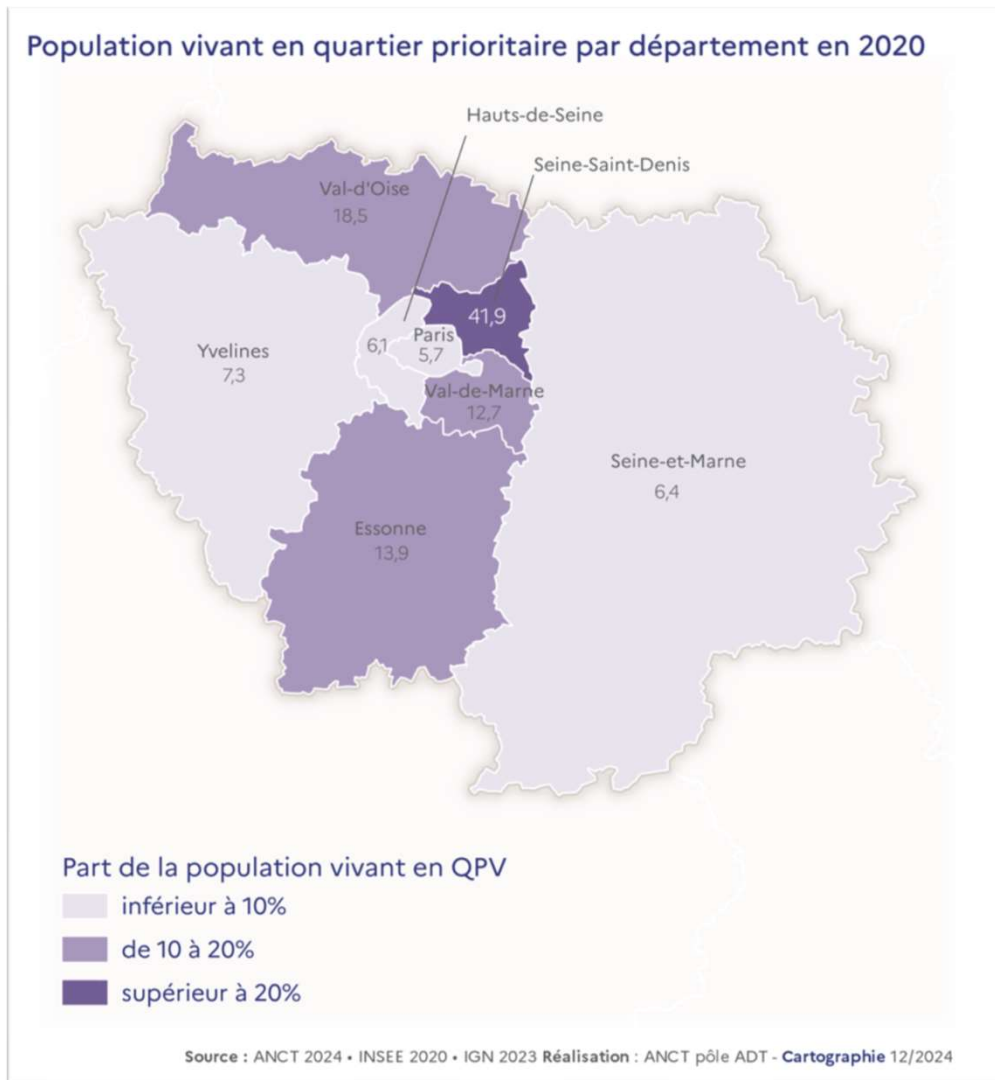 Population vivant en quartier prioritaire par département en 2020
Hauts-de-Seine
Seine-Saint-Denis
Val-d'Oise
18,5
41,9
Paris
5,7
6,1
Yvelines
7,3
Val-de-Marne
12,7
Seine-et-Marne
6,4
Essonne
13,9
Part de la population vivant en QPV
inférieur à 10%
de 10 à 20%
supérieur à 20%
Source : ANCT 2024 • INSEE 2020 • IGN 2023 Réalisation : ANCT pôle ADT - Cartographie 12/2024